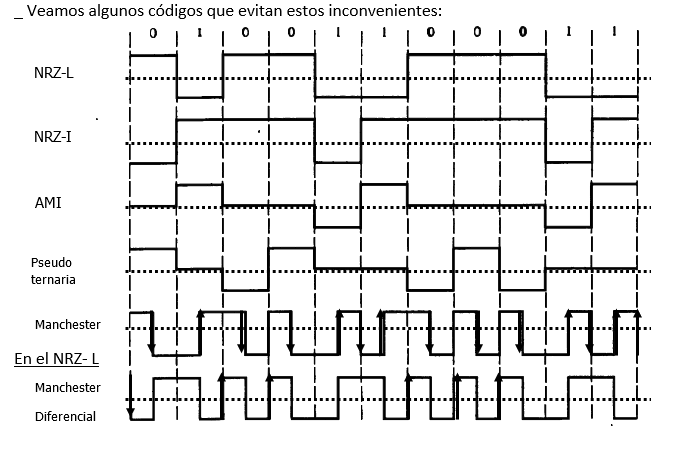 _ Veamos algunos códigos que evitan estos inconvenientes:
0 1 0 0 1 1 0 0 0 1 1
NRZ-L
NRZ-I
AMI
Pseudo
ternaria
Manchester
En el NRZ- L
Manchester
Diferencial